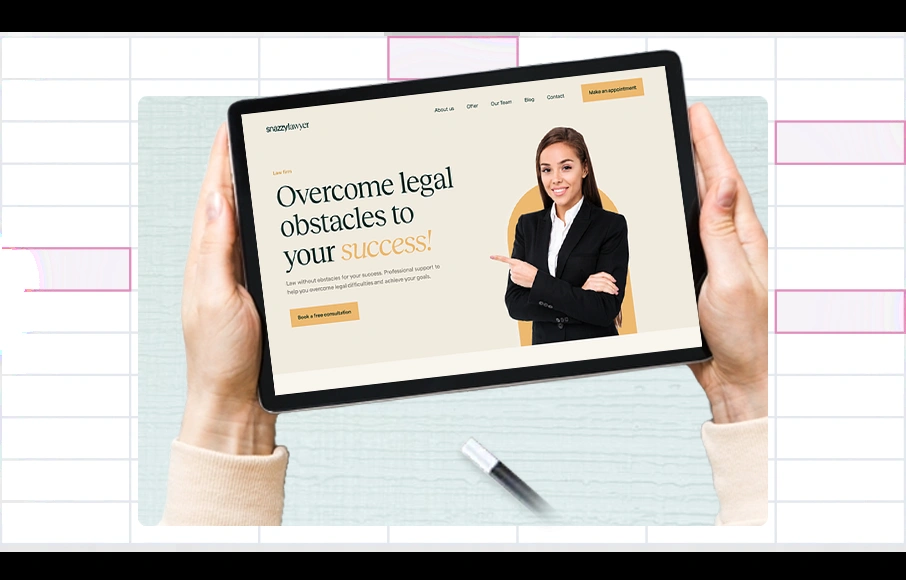 snazzylawyer
About us
Offer
Our Team
Blog
Contact
Make an appointment
Law firm
Overcome legal
obstacles to
your success!
Law without obstacles for your success. Professional support to
help you overcome legal difficulties and achieve your goals.
Book a free consultation